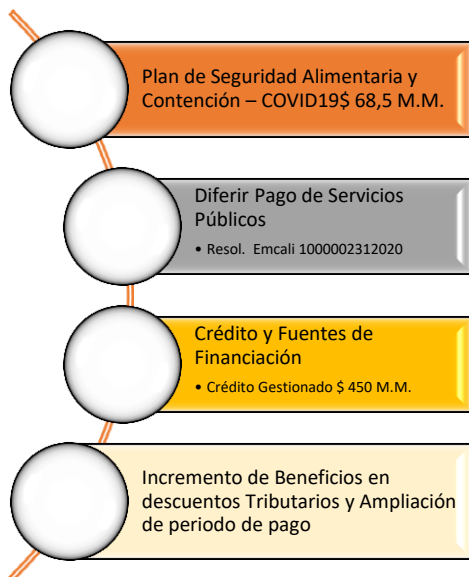 Plan de Seguridad Alimentaria y
Contención – COVID19$ 68,5 M.M.
Diferir Pago de Servicios
Públicos
• Resol. Emcali 1000002312020
Crédito y Fuentes de
Financiación
• Crédito Gestionado $ 450 M.M.
Incremento de Beneficios en
descuentos Tributarios y Ampliación
de periodo de pago